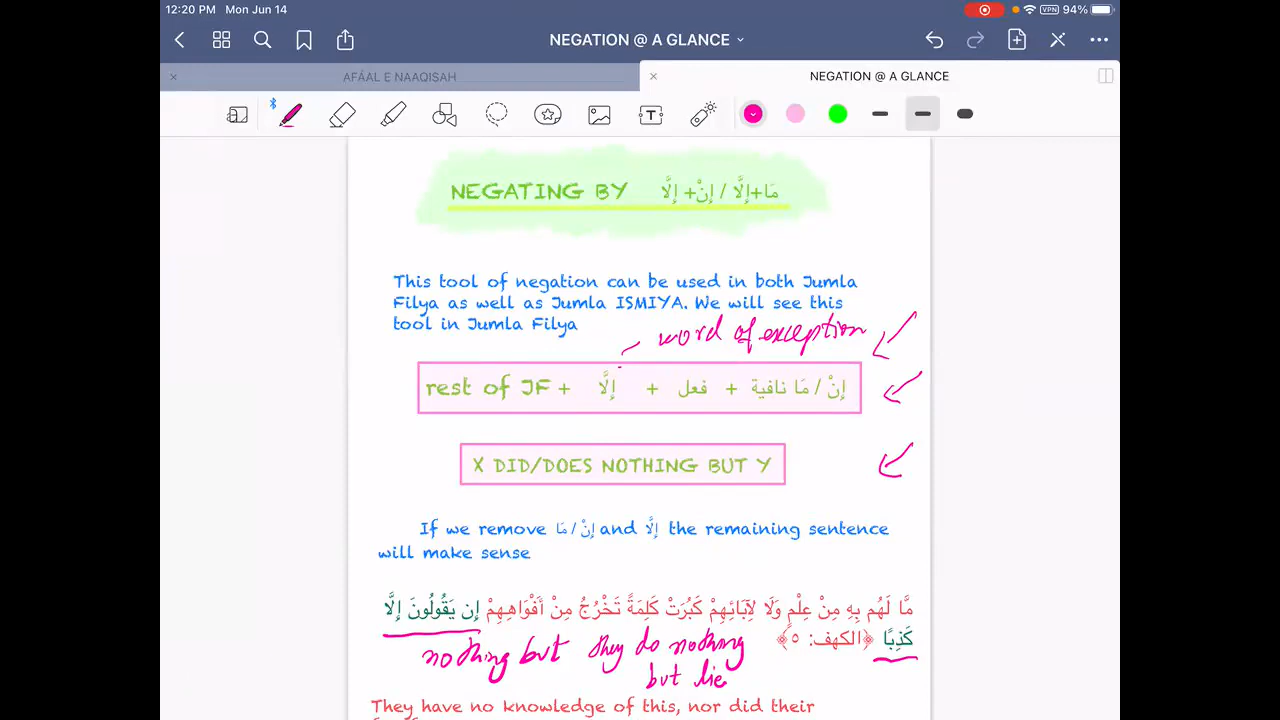 12:20 PM Mon Jun 14
VPN 94%
NEGATION @ A GLANCE
AFÁAL E NAAQISAH
NEGATION @ A GLANCE
T
NEGATING BY مَا+إِلَّا / إِنْ+ إِلَّا
This tool of negation can be used in both Jumla
Filya as well as Jumla ISMIYA. We will see this
tool in Jumla Filya
word of exception
rest of JF + إِلَّا + فعل + إِنْ / مَا نافية
X DID/DOES NOTHING BUT Y
If we remove إِنْ / مَا and إِلَّا the remaining sentence
will make sense
مَّا لَهُم بِهِ مِنْ عِلْمٍ وَلَا لِآبَائِهِمْ كَبُرَتْ كَلِمَةً تَخْرُجُ مِنْ أَفْوَاهِهِمْ إِن يَقُولُونَ إِلَّا
كَذِبًا ﴿الكهف: ٥﴾
nothing but they do nothing
but lie
They have no knowledge of this, nor did their